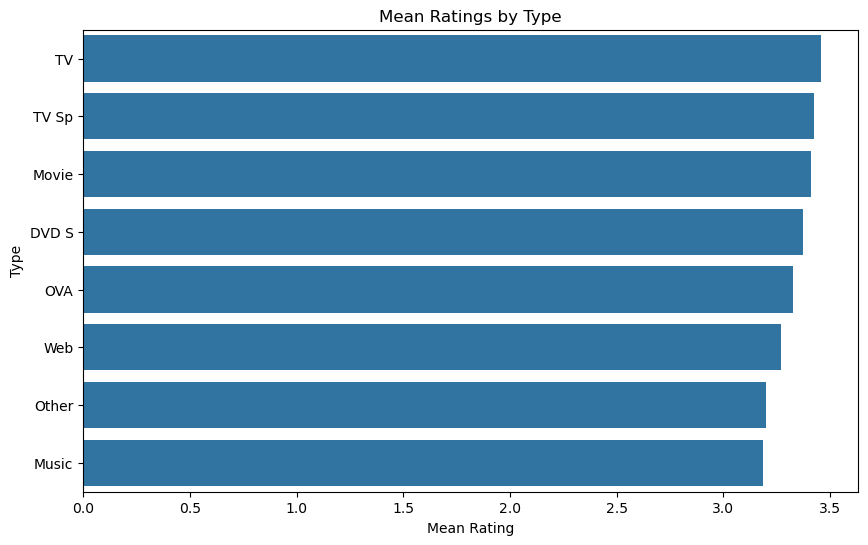 Mean Ratings by Type
TV
TV Sp
Movie
DVD S
OVA
Web
Other
Music
Type
0.0 0.5 1.0 1.5 2.0 2.5 3.0 3.5
Mean Rating